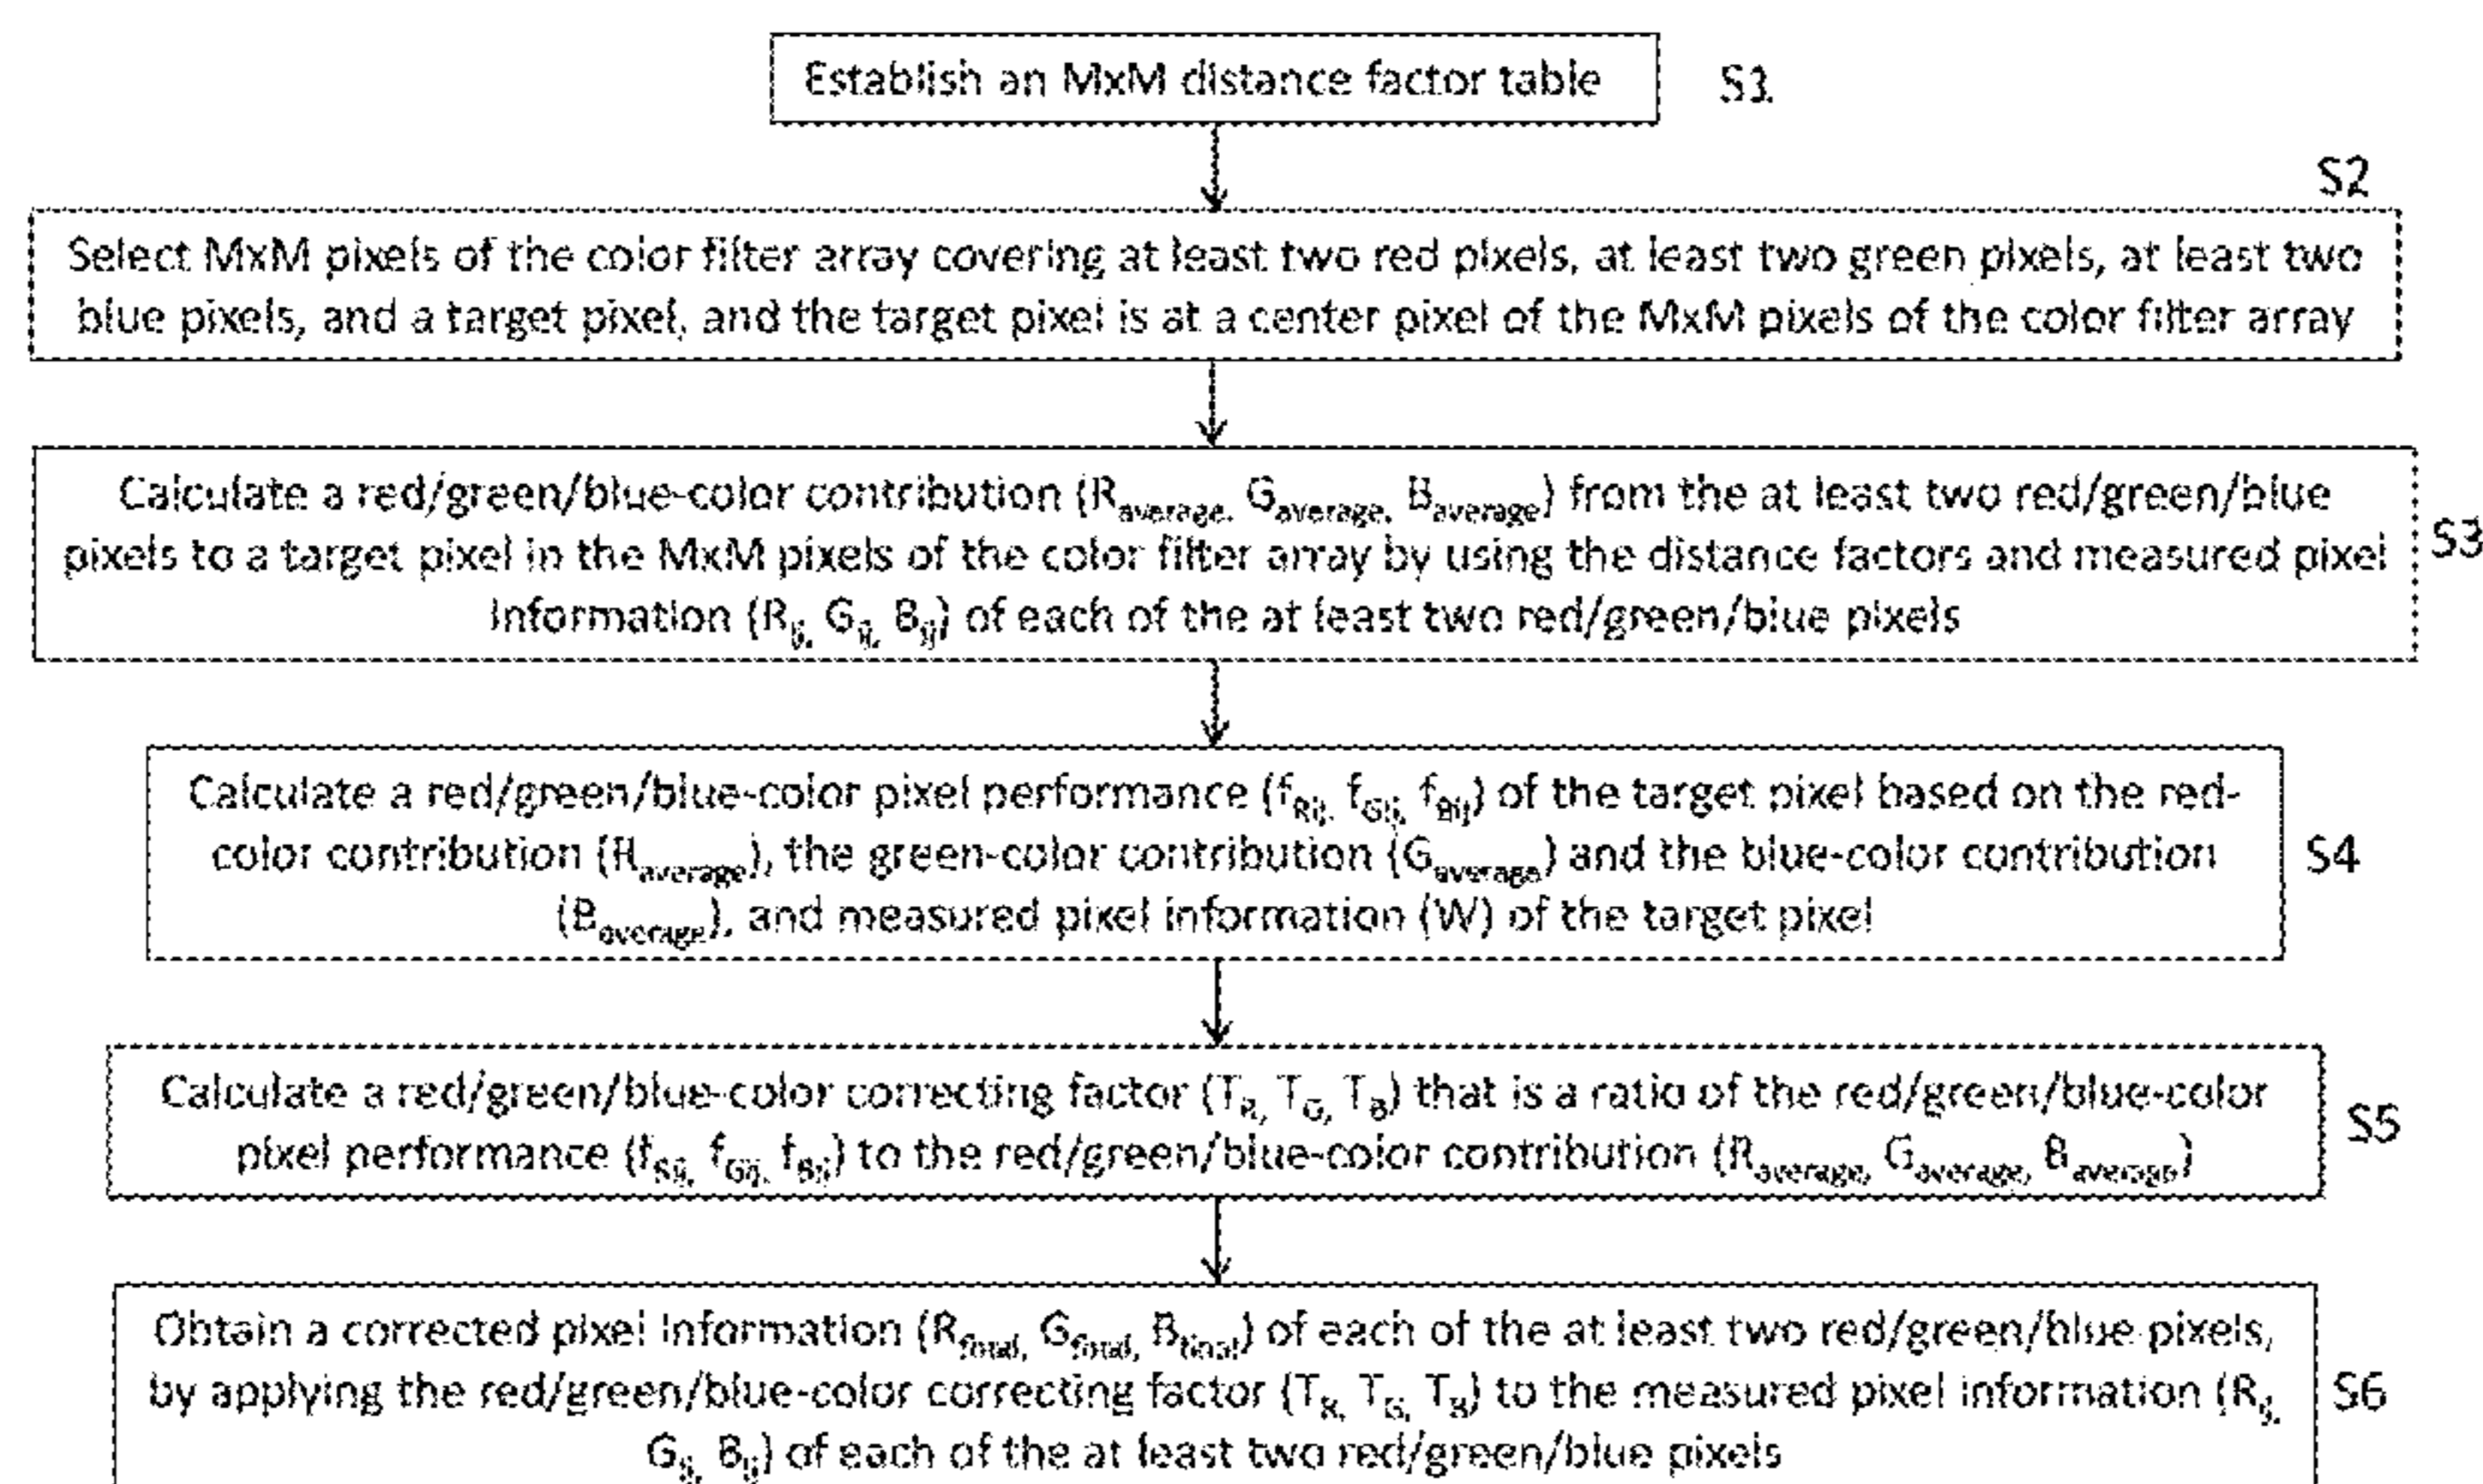 Establish an MxM distance factor table S1
S2
Select MxM pixels of the color filter array covering at least two red pixels, at least two green pixels, at least two
blue pixels, and a target pixel, and the target pixel is at a center pixel of the MxM pixels of the color filter array
Calculate a red/green/blue-color contribution (Raverage, Gaverage, Baverage) from the at least two red/green/blue
pixels to a target pixel in the MxM pixels of the color filter array by using the distance factors and measured pixel S3
information (Rij, Gij, Bij) of each of the at least two red/green/blue pixels
Calculate a red/green/blue-color pixel performance (fRij, fGij, fBij) of the target pixel based on the red-
color contribution (Raverage), the green-color contribution (Gaverage) and the blue-color contribution S4
(Baverage), and measured pixel information (W) of the target pixel
Calculate a red/green/blue-color correcting factor (TR, TG, TB) that is a ratio of the red/green/blue-color
pixel performance (fRij, fGij, fBij) to the red/green/blue-color contribution (Raverage, Gaverage, Baverage) S5
Obtain a corrected pixel information (Rfinal, Gfinal, Bfinal) of each of the at least two red/green/blue pixels,
by applying the red/green/blue-color correcting factor (TR, TG, TB) to the measured pixel information (Rij, S6
Gij, Bij) of each of the at least two red/green/blue pixels